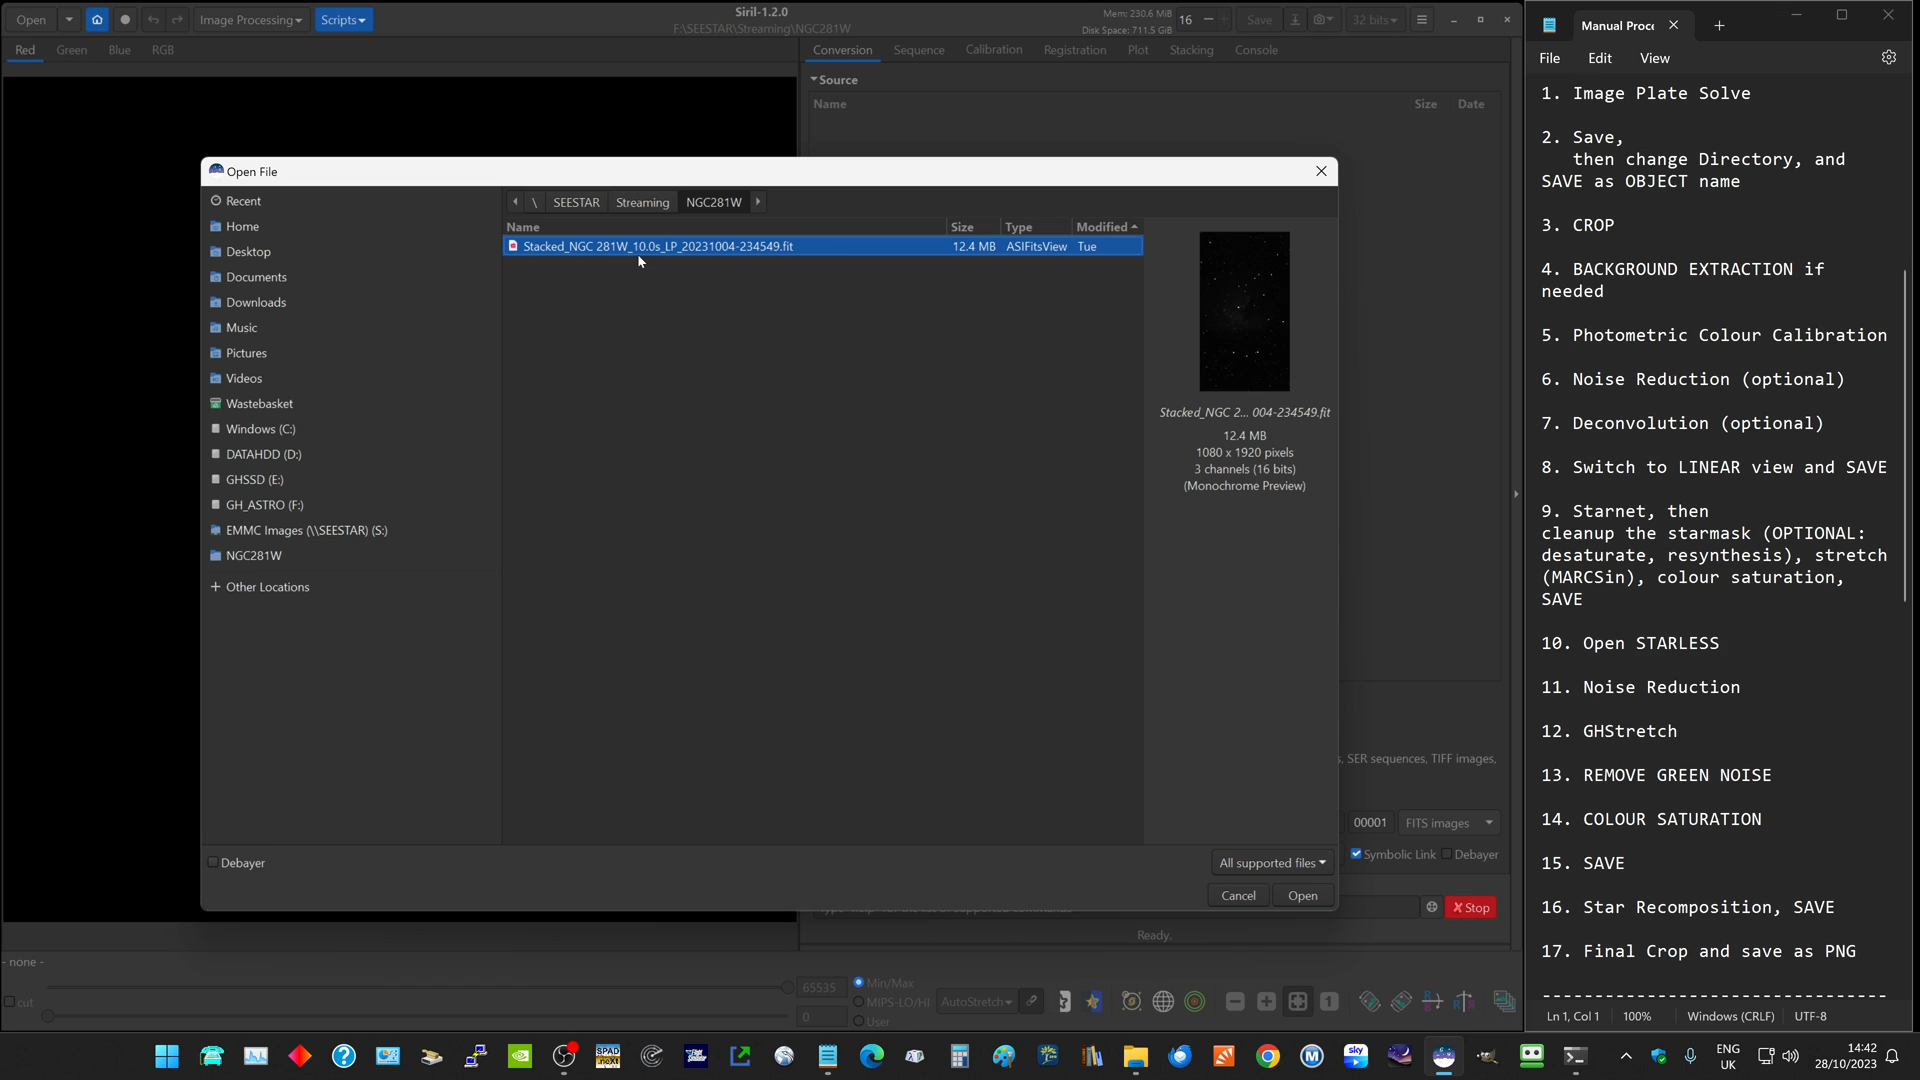 Open
Image Processing
Scripts
Siril-1.2.0
F:\SEESTAR\Streaming\NGC281W
Mem: 230.6 MiB
Disk Space: 711.5 GiB
16
Save
32 bits
Red
Green
Blue
RGB
Conversion
Sequence
Calibration
Registration
Plot
Stacking
Console
Source
Name
Size
Date
Open File
Recent
Home
Desktop
Documents
Downloads
Music
Pictures
Videos
Wastebasket
Windows (C:)
DATAHDD (D:)
GHSSD (E:)
GH_ASTRO (F:)
EMMC Images (\\SEESTAR) (S:)
NGC281W
+ Other Locations
\
SEESTAR
Streaming
NGC281W
Name
Size
Type
Modified
Stacked_NGC 281W_10.0s_LP_20231004-234549.fit
12.4 MB
ASIFitsView
Tue
Stacked_NGC 2... 004-234549.fit
12.4 MB
1080 x 1920 pixels
3 channels (16 bits)
(Monochrome Preview)
Debayer
All supported files
Cancel
Open
s, SER sequences, TIFF images,
00001
FITS images
Symbolic Link
Debayer
Stop
Ready.
- none -
cut
65535
0
Min/Max
MIPS-LO/HI
User
AutoStretch
1
Manual Proc
File
Edit
View
1. Image Plate Solve
2. Save,
then change Directory, and
SAVE as OBJECT name
3. CROP
4. BACKGROUND EXTRACTION if
needed
5. Photometric Colour Calibration
6. Noise Reduction (optional)
7. Deconvolution (optional)
8. Switch to LINEAR view and SAVE
9. Starnet, then
cleanup the starmask (OPTIONAL:
desaturate, resynthesis), stretch
(MARCSin), colour saturation,
SAVE
10. Open STARLESS
11. Noise Reduction
12. GHStretch
13. REMOVE GREEN NOISE
14. COLOUR SATURATION
15. SAVE
16. Star Recomposition, SAVE
17. Final Crop and save as PNG
---------------------------------
Ln 1, Col 1
100%
Windows (CRLF)
UTF-8
SPAD
.neXt
sky
ENG
UK
14:42
28/10/2023